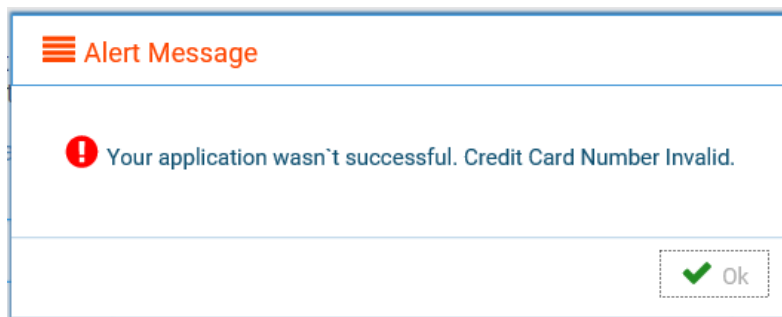 Alert Message
Your application wasn`t successful. Credit Card Number Invalid.
Ok